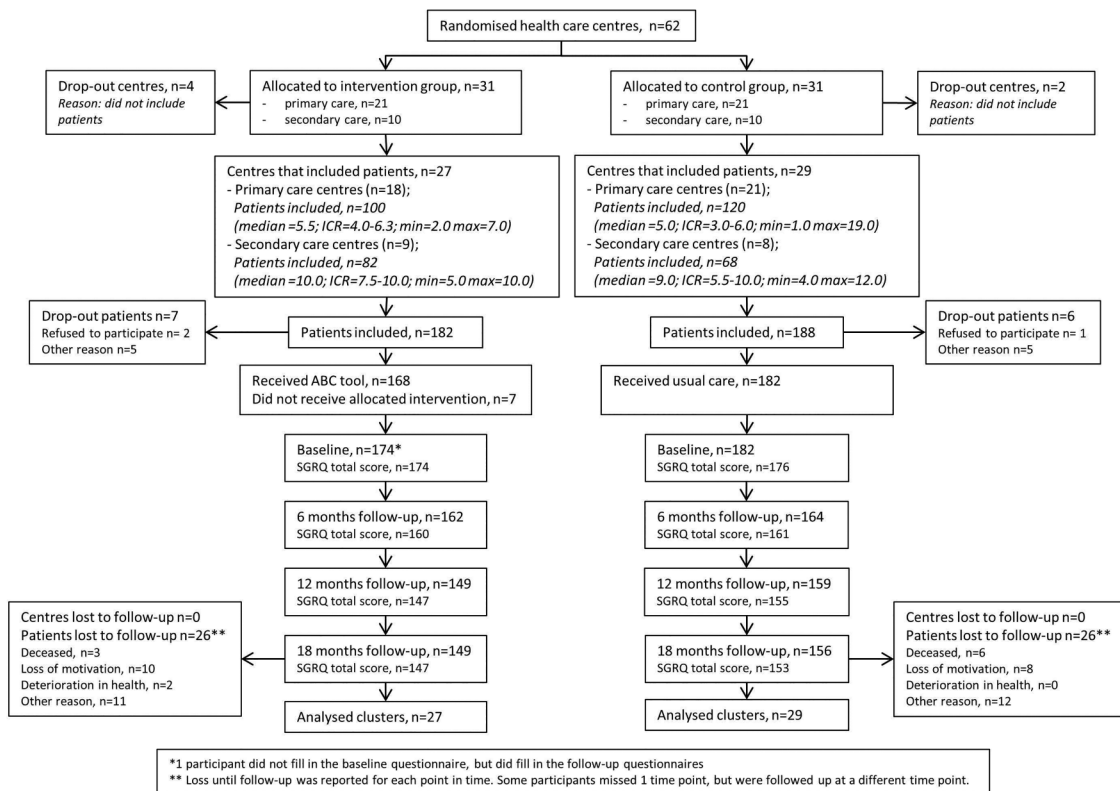 Randomised health care centres, n=62
Drop-out centres, n=4
Reason: did not include
patients
Allocated to intervention group, n=31
- primary care, n=21
- secondary care, n=10
Allocated to control group, n=31
- primary care, n=21
- secondary care, n=10
Drop-out centres, n=2
Reason: did not include
patients
Centres that included patients, n=27
- Primary care centres (n=18);
Patients included, n=100
(median =5.5; ICR=4.0-6.3; min=2.0 max=7.0)
- Secondary care centres (n=9);
Patients included, n=82
(median =10.0; ICR=7.5-10.0; min=5.0 max=10.0)
Centres that included patients, n=29
- Primary care centres (n=21);
Patients included, n=120
(median =5.0; ICR=3.0-6.0; min=1.0 max=19.0)
- Secondary care centres (n=8);
Patients included, n=68
(median =9.0; ICR=5.5-10.0; min=4.0 max=12.0)
Drop-out patients n=7
Refused to participate n= 2
Other reason n=5
Patients included, n=182
Patients included, n=188
Drop-out patients n=6
Refused to participate n= 1
Other reason n=5
Received ABC tool, n=168
Did not receive allocated intervention, n=7
Received usual care, n=182
Baseline, n=174*
SGRQ total score, n=174
Baseline, n=182
SGRQ total score, n=176
6 months follow-up, n=162
SGRQ total score, n=160
6 months follow-up, n=164
SGRQ total score, n=161
12 months follow-up, n=149
SGRQ total score, n=147
12 months follow-up, n=159
SGRQ total score, n=155
Centres lost to follow-up n=0
Patients lost to follow-up n=26**
Deceased, n=3
Loss of motivation, n=10
Deterioration in health, n=2
Other reason, n=11
18 months follow-up, n=149
SGRQ total score, n=147
18 months follow-up, n=156
SGRQ total score, n=153
Centres lost to follow-up n=0
Patients lost to follow-up n=26**
Deceased, n=6
Loss of motivation, n=8
Deterioration in health, n=0
Other reason, n=12
Analysed clusters, n=27
Analysed clusters, n=29
*1 participant did not fill in the baseline questionnaire, but did fill in the follow-up questionnaires
** Loss until follow-up was reported for each point in time. Some participants missed 1 time point, but were followed up at a different time point.